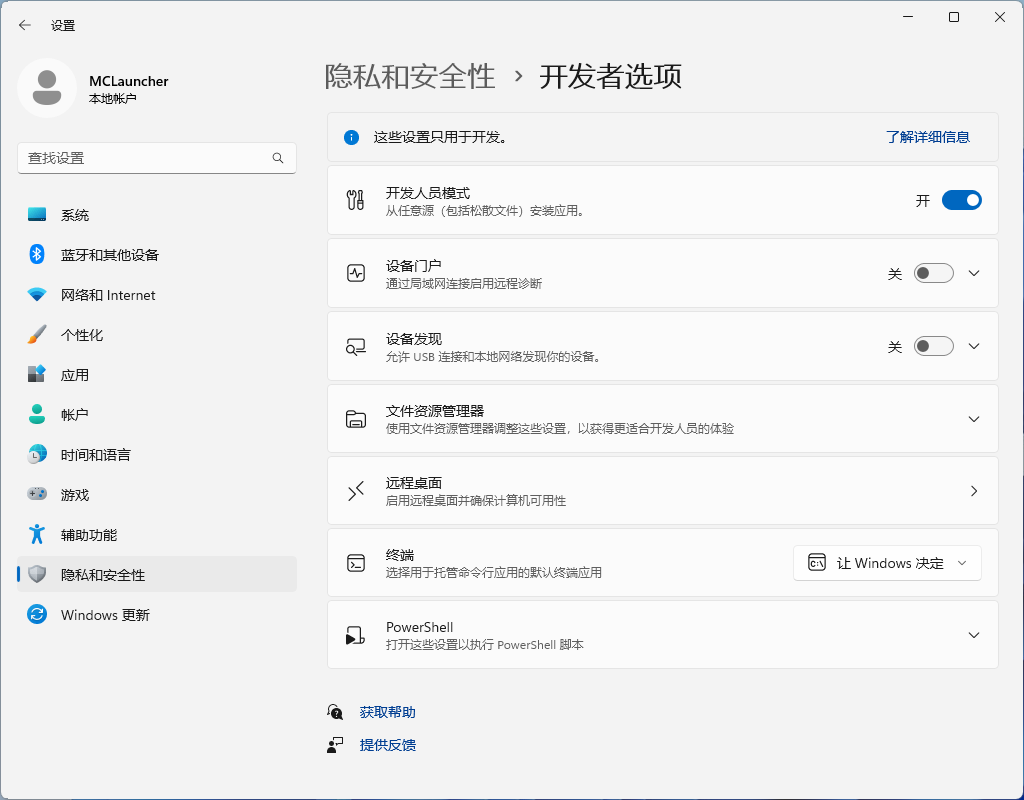 设置
MCLauncher
本地帐户
查找设置
系统
蓝牙和其他设备
网络和 Internet
个性化
应用
帐户
时间和语言
游戏
辅助功能
隐私和安全性
Windows 更新
隐私和安全性 › 开发者选项
这些设置只用于开发。
了解详细信息
开发人员模式
从任意源（包括松散文件）安装应用。
开
设备门户
通过局域网连接启用远程诊断
关
设备发现
允许 USB 连接和本地网络发现你的设备。
关
文件资源管理器
使用文件资源管理器调整这些设置，以获得更适合开发人员的体验
远程桌面
启用远程桌面并确保计算机可用性
终端
选择用于托管命令行应用的默认终端应用
让 Windows 决定
PowerShell
打开这些设置以执行 PowerShell 脚本
获取帮助
提供反馈